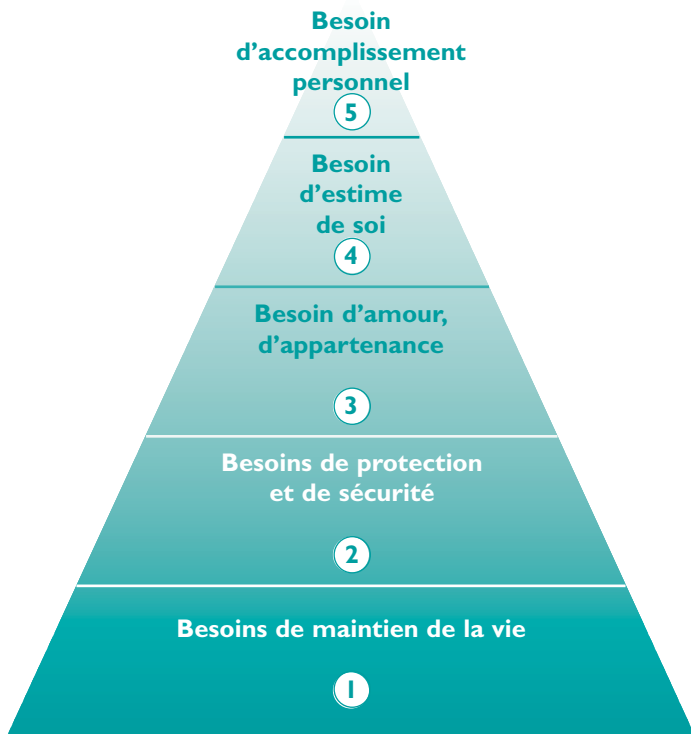 Besoin
d'accomplissement
personnel
5
Besoin
d'estime
de soi
4
Besoin d'amour,
d'appartenance
3
Besoins de protection
et de sécurité
2
Besoins de maintien de la vie
1